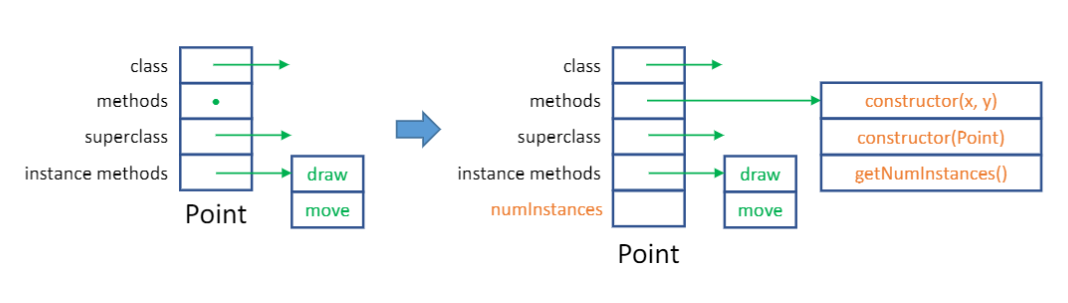 class
methods
superclass
instance methods
draw
move
Point
class
methods
superclass
instance methods
numInstances
draw
move
Point
constructor(x, y)
constructor(Point)
getNumInstances()